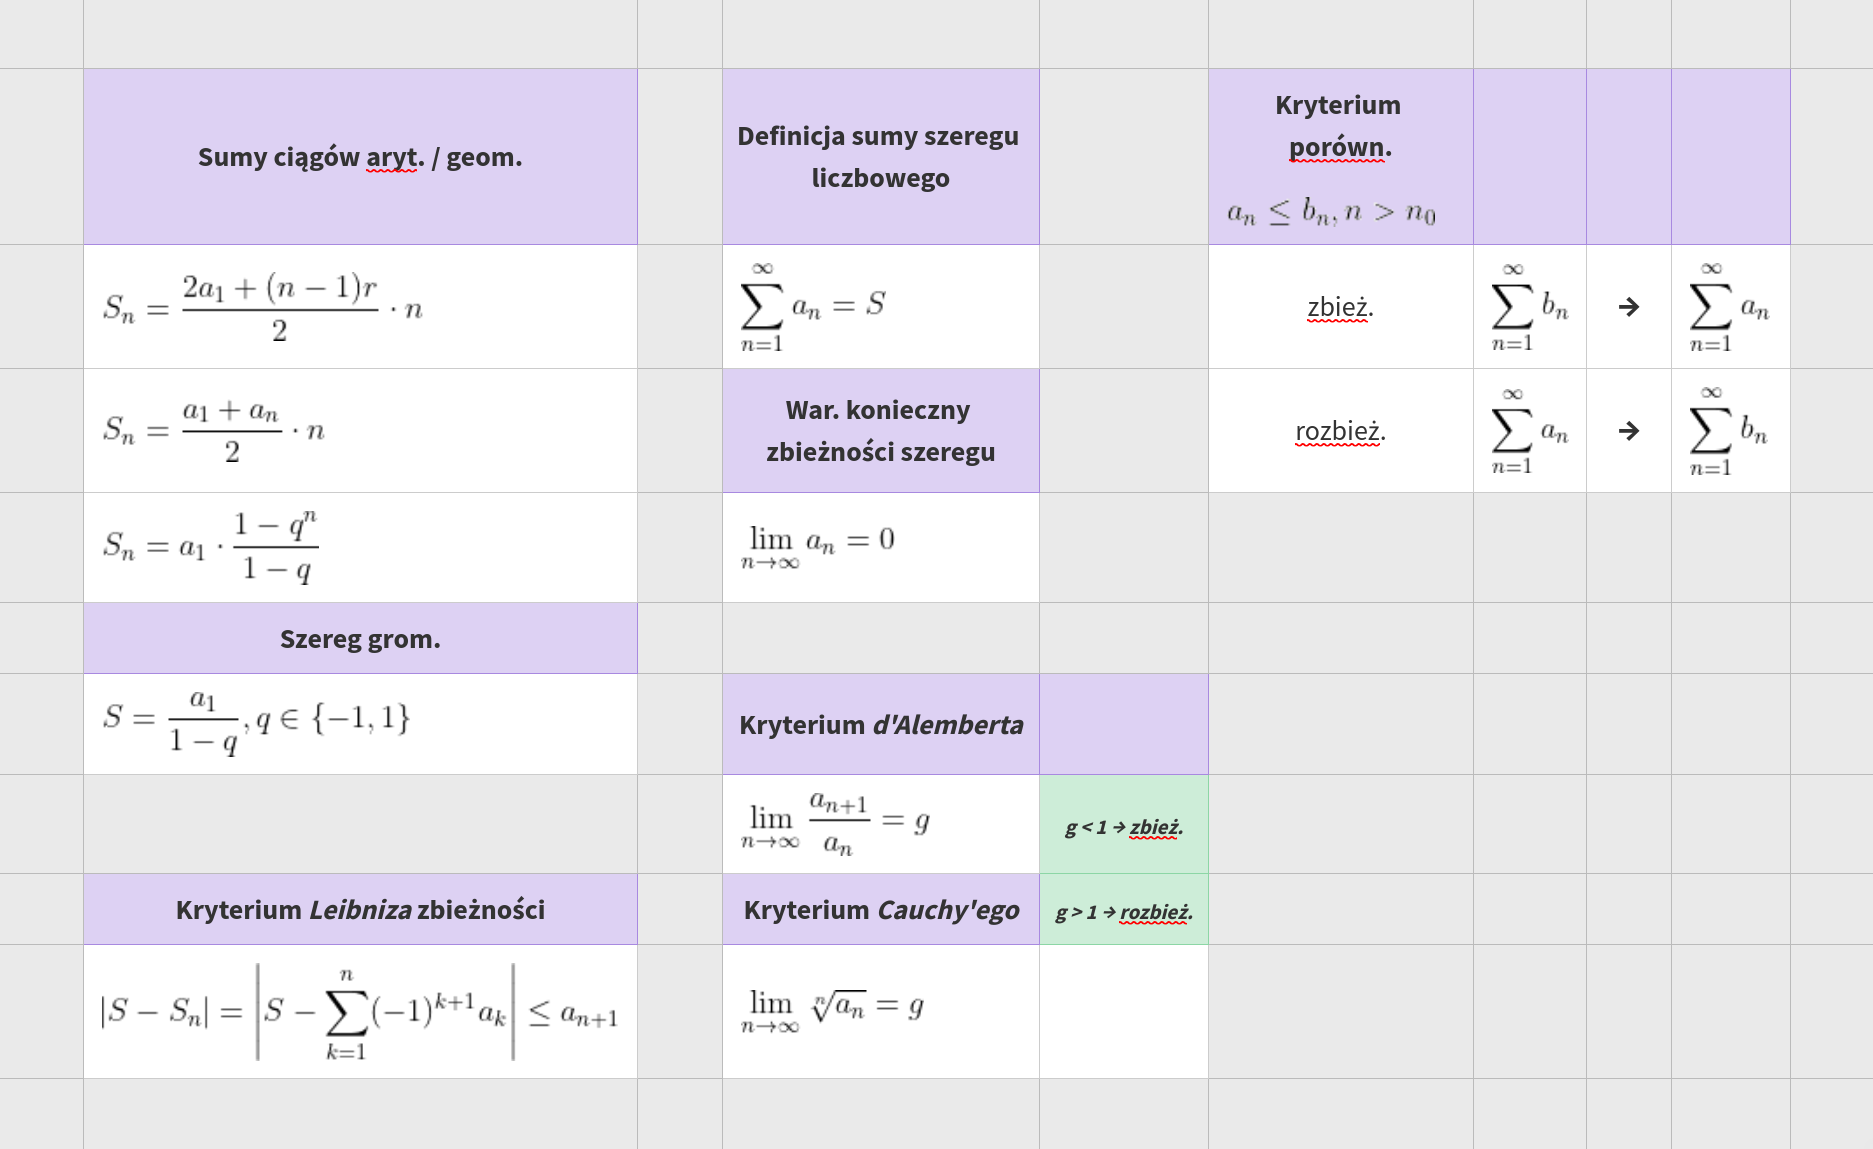 Sumy ciągów aryt. / geom.
S_n = \frac{2a_1 + (n - 1)r}{2} \cdot n
S_n = \frac{a_1 + a_n}{2} \cdot n
S_n = a_1 \cdot \frac{1 - q^n}{1 - q}
Szereg grom.
S = \frac{a_1}{1 - q}, q \in \{-1, 1\}
Kryterium Leibniza zbieżności
|S - S_n| = \left| S - \sum_{k=1}^{n} (-1)^{k+1} a_k \right| \leq a_{n+1}
Definicja sumy szeregu
liczbowego
\sum_{n=1}^{\infty} a_n = S
War. konieczny
zbieżności szeregu
\lim_{n \to \infty} a_n = 0
Kryterium d'Alemberta
\lim_{n \to \infty} \frac{a_{n+1}}{a_n} = g
g < 1 → zbież.
Kryterium Cauchy'ego
g > 1 → rozbież.
\lim_{n \to \infty} \sqrt[n]{a_n} = g
Kryterium
porówn.
a_n \leq b_n, n > n_0
zbież. \sum_{n=1}^{\infty} b_n → \sum_{n=1}^{\infty} a_n
rozbież. \sum_{n=1}^{\infty} a_n → \sum_{n=1}^{\infty} b_n